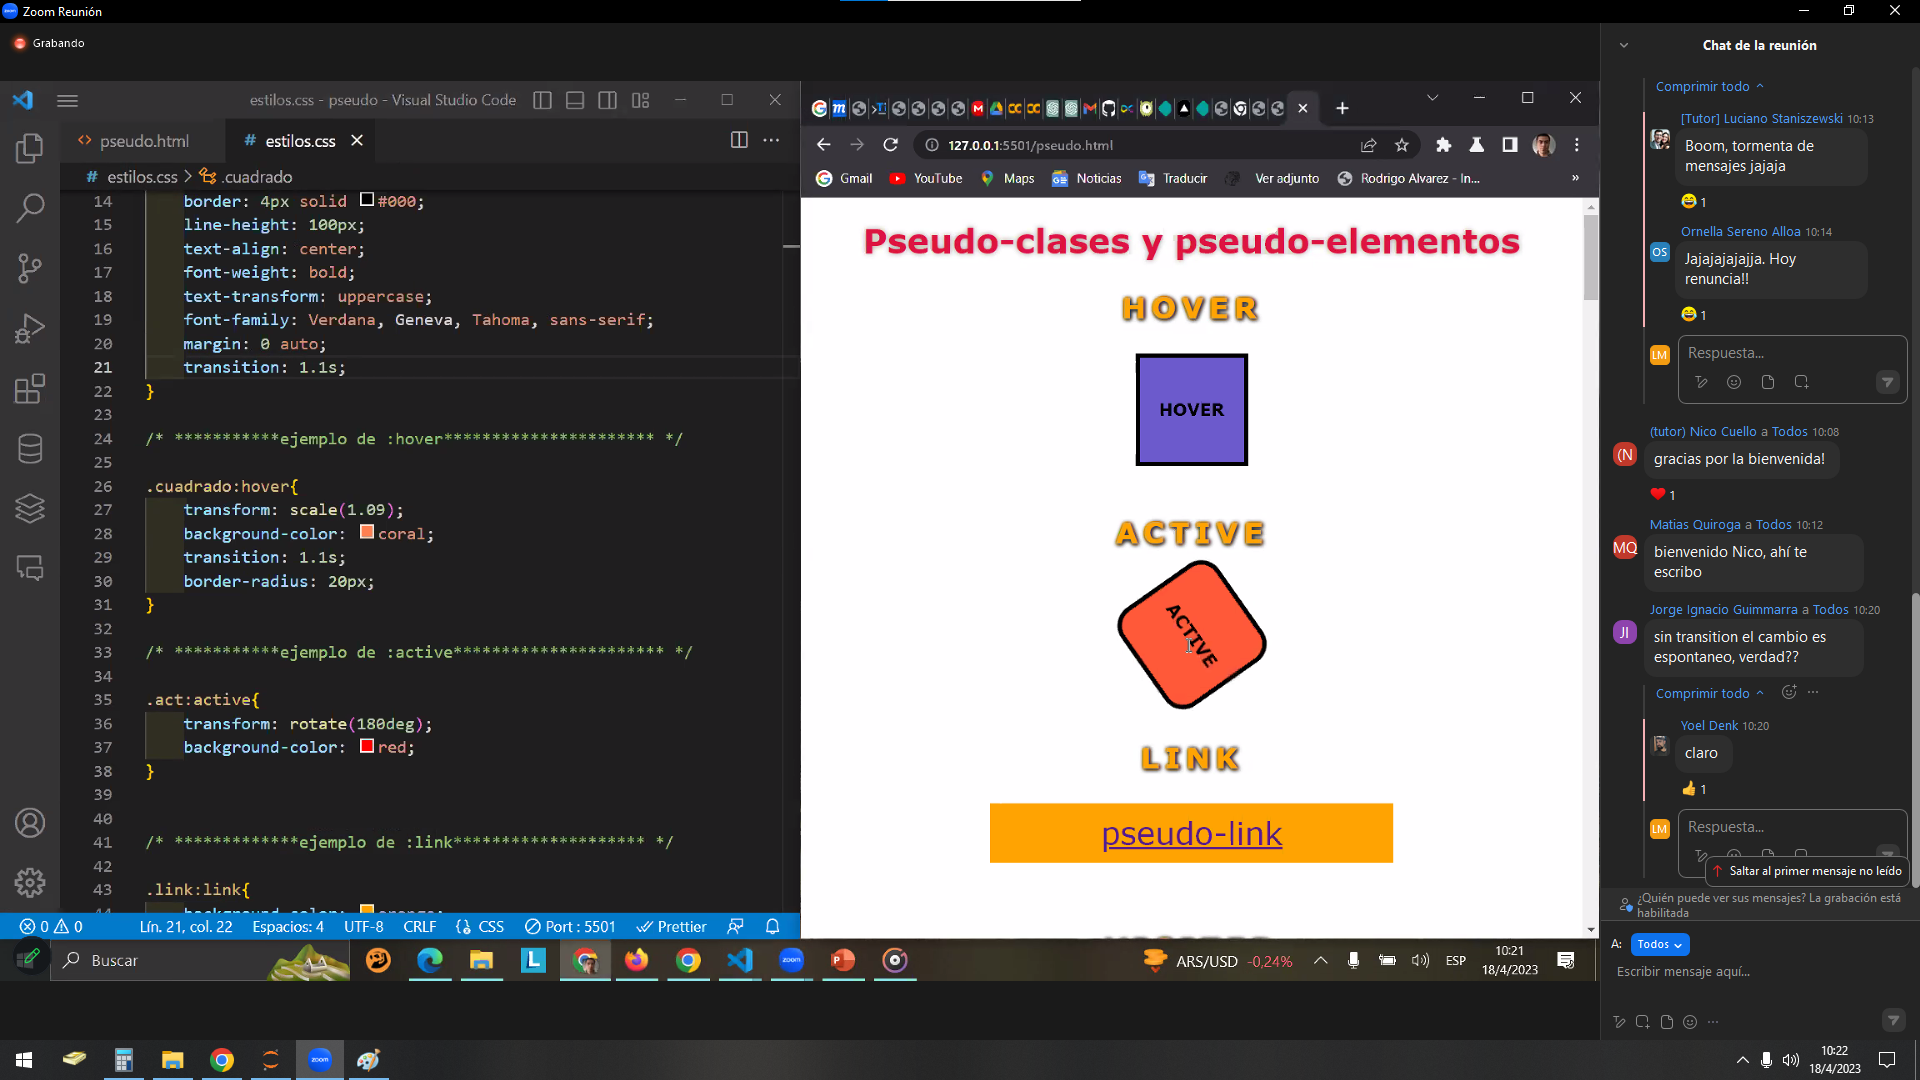 Zoom Reunión
Grabando
estilos.css - pseudo - Visual Studio Code
pseudo.html
# estilos.css
# estilos.css > .cuadrado
14 border: 4px solid #000;
15 line-height: 100px;
16 text-align: center;
17 font-weight: bold;
18 text-transform: uppercase;
19 font-family: Verdana, Geneva, Tahoma, sans-serif;
20 margin: 0 auto;
21 transition: 1.1s;
22 }
23
24 /* ***********ejemplo de :hover********************** */
25
26 .cuadrado:hover{
27 transform: scale(1.09);
28 background-color: coral;
29 transition: 1.1s;
30 border-radius: 20px;
31 }
32
33 /* ***********ejemplo de :active********************** */
34
35 .act:active{
36 transform: rotate(180deg);
37 background-color: red;
38 }
39
40
41 /* *************ejemplo de :link******************** */
42
43 .link:link{
44 background-color: orange;
0 0
Lín. 21, col. 22
Espacios: 4
UTF-8
CRLF
CSS
Port : 5501
Prettier
127.0.0.1:5501/pseudo.html
Gmail
YouTube
Maps
Noticias
Traducir
Ver adjunto
Rodrigo Alvarez - In...
»
Pseudo-clases y pseudo-elementos
HOVER
HOVER
ACTIVE
ACTIVE
LINK
pseudo-link
Buscar
ARS/USD -0,24%
ESP
10:21
18/4/2023
Chat de la reunión
Comprimir todo
[Tutor] Luciano Staniszewski 10:13
Boom, tormenta de
mensajes jajaja
1
Ornella Sereno Alloa 10:14
OS
Jajajajajajja. Hoy
renuncia!!
1
LM
Respuesta...
(tutor) Nico Cuello a Todos 10:08
(N
gracias por la bienvenida!
1
Matias Quiroga a Todos 10:12
MQ
bienvenido Nico, ahí te
escribo
Jorge Ignacio Guimmarra a Todos 10:20
JI
sin transition el cambio es
espontaneo, verdad??
Comprimir todo
Yoel Denk 10:20
claro
1
LM
Respuesta...
Saltar al primer mensaje no leído
¿Quién puede ver sus mensajes? La grabación está
habilitada
A: Todos
Escribir mensaje aquí...
zoom
10:22
18/4/2023